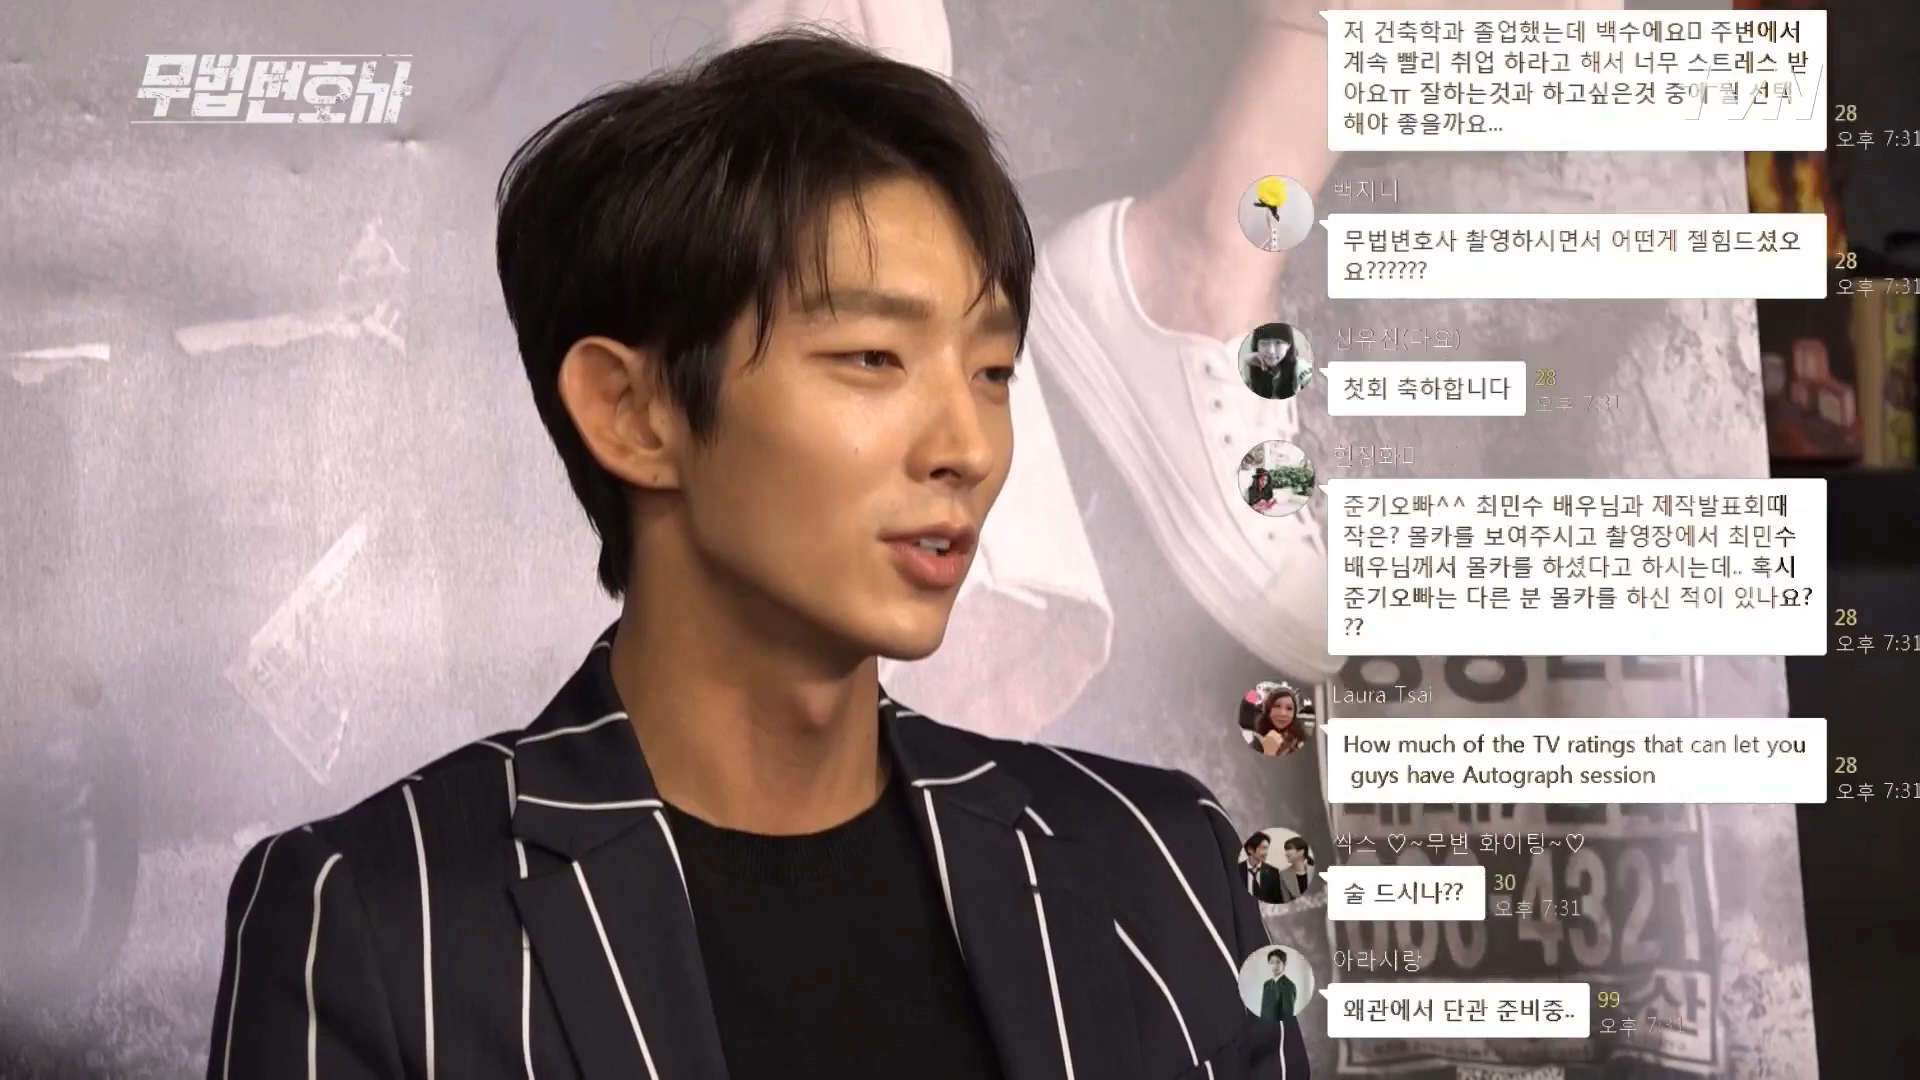 무법변호사
tvN
저 건축학과 졸업했는데 백수에요 주변에서
계속 빨리 취업 하라고 해서 너무 스트레스 받
아요ㅠ 잘하는것과 하고싶은것 중에 뭘 선택
해야 좋을까요...
28
오후 7:31
백지니
무법변호사 촬영하시면서 어떤게 젤힘드셨오
요??????
28
오후 7:31
신유진(다요)
첫회 축하합니다
28
오후 7:31
준기오빠^^ 최민수 배우님과 제작발표회때
작은? 몰카를 보여주시고 촬영장에서 최민수
배우님께서 몰카를 하셨다고 하시는데.. 혹시
준기오빠는 다른 분 몰카를 하신 적이 있나요?
??
28
오후 7:31
Laura Tsai
How much of the TV ratings that can let you
guys have Autograph session
28
오후 7:31
씩스 ♡~무변 화이팅~♡
술 드시나??
30
오후 7:31
아라시랑
왜관에서 단관 준비중..
99
오후 7:31
4321